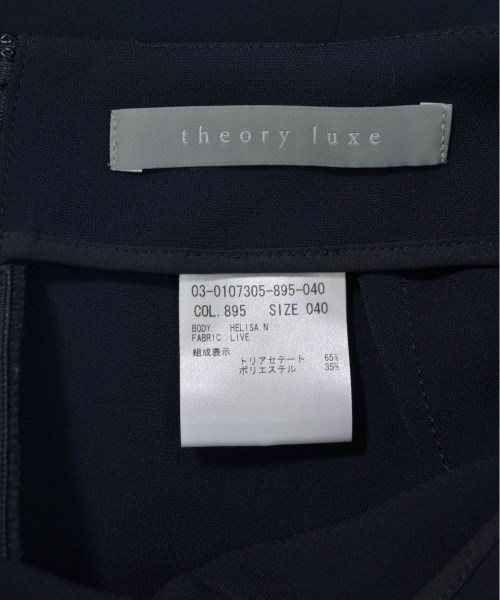 theory luxe
03-0107305-895-040
COL. 895 SIZE 040
BODY HELISA.N
FABRIC LIVE
組成表示
トリアセテート 65%
ポリエステル 35%